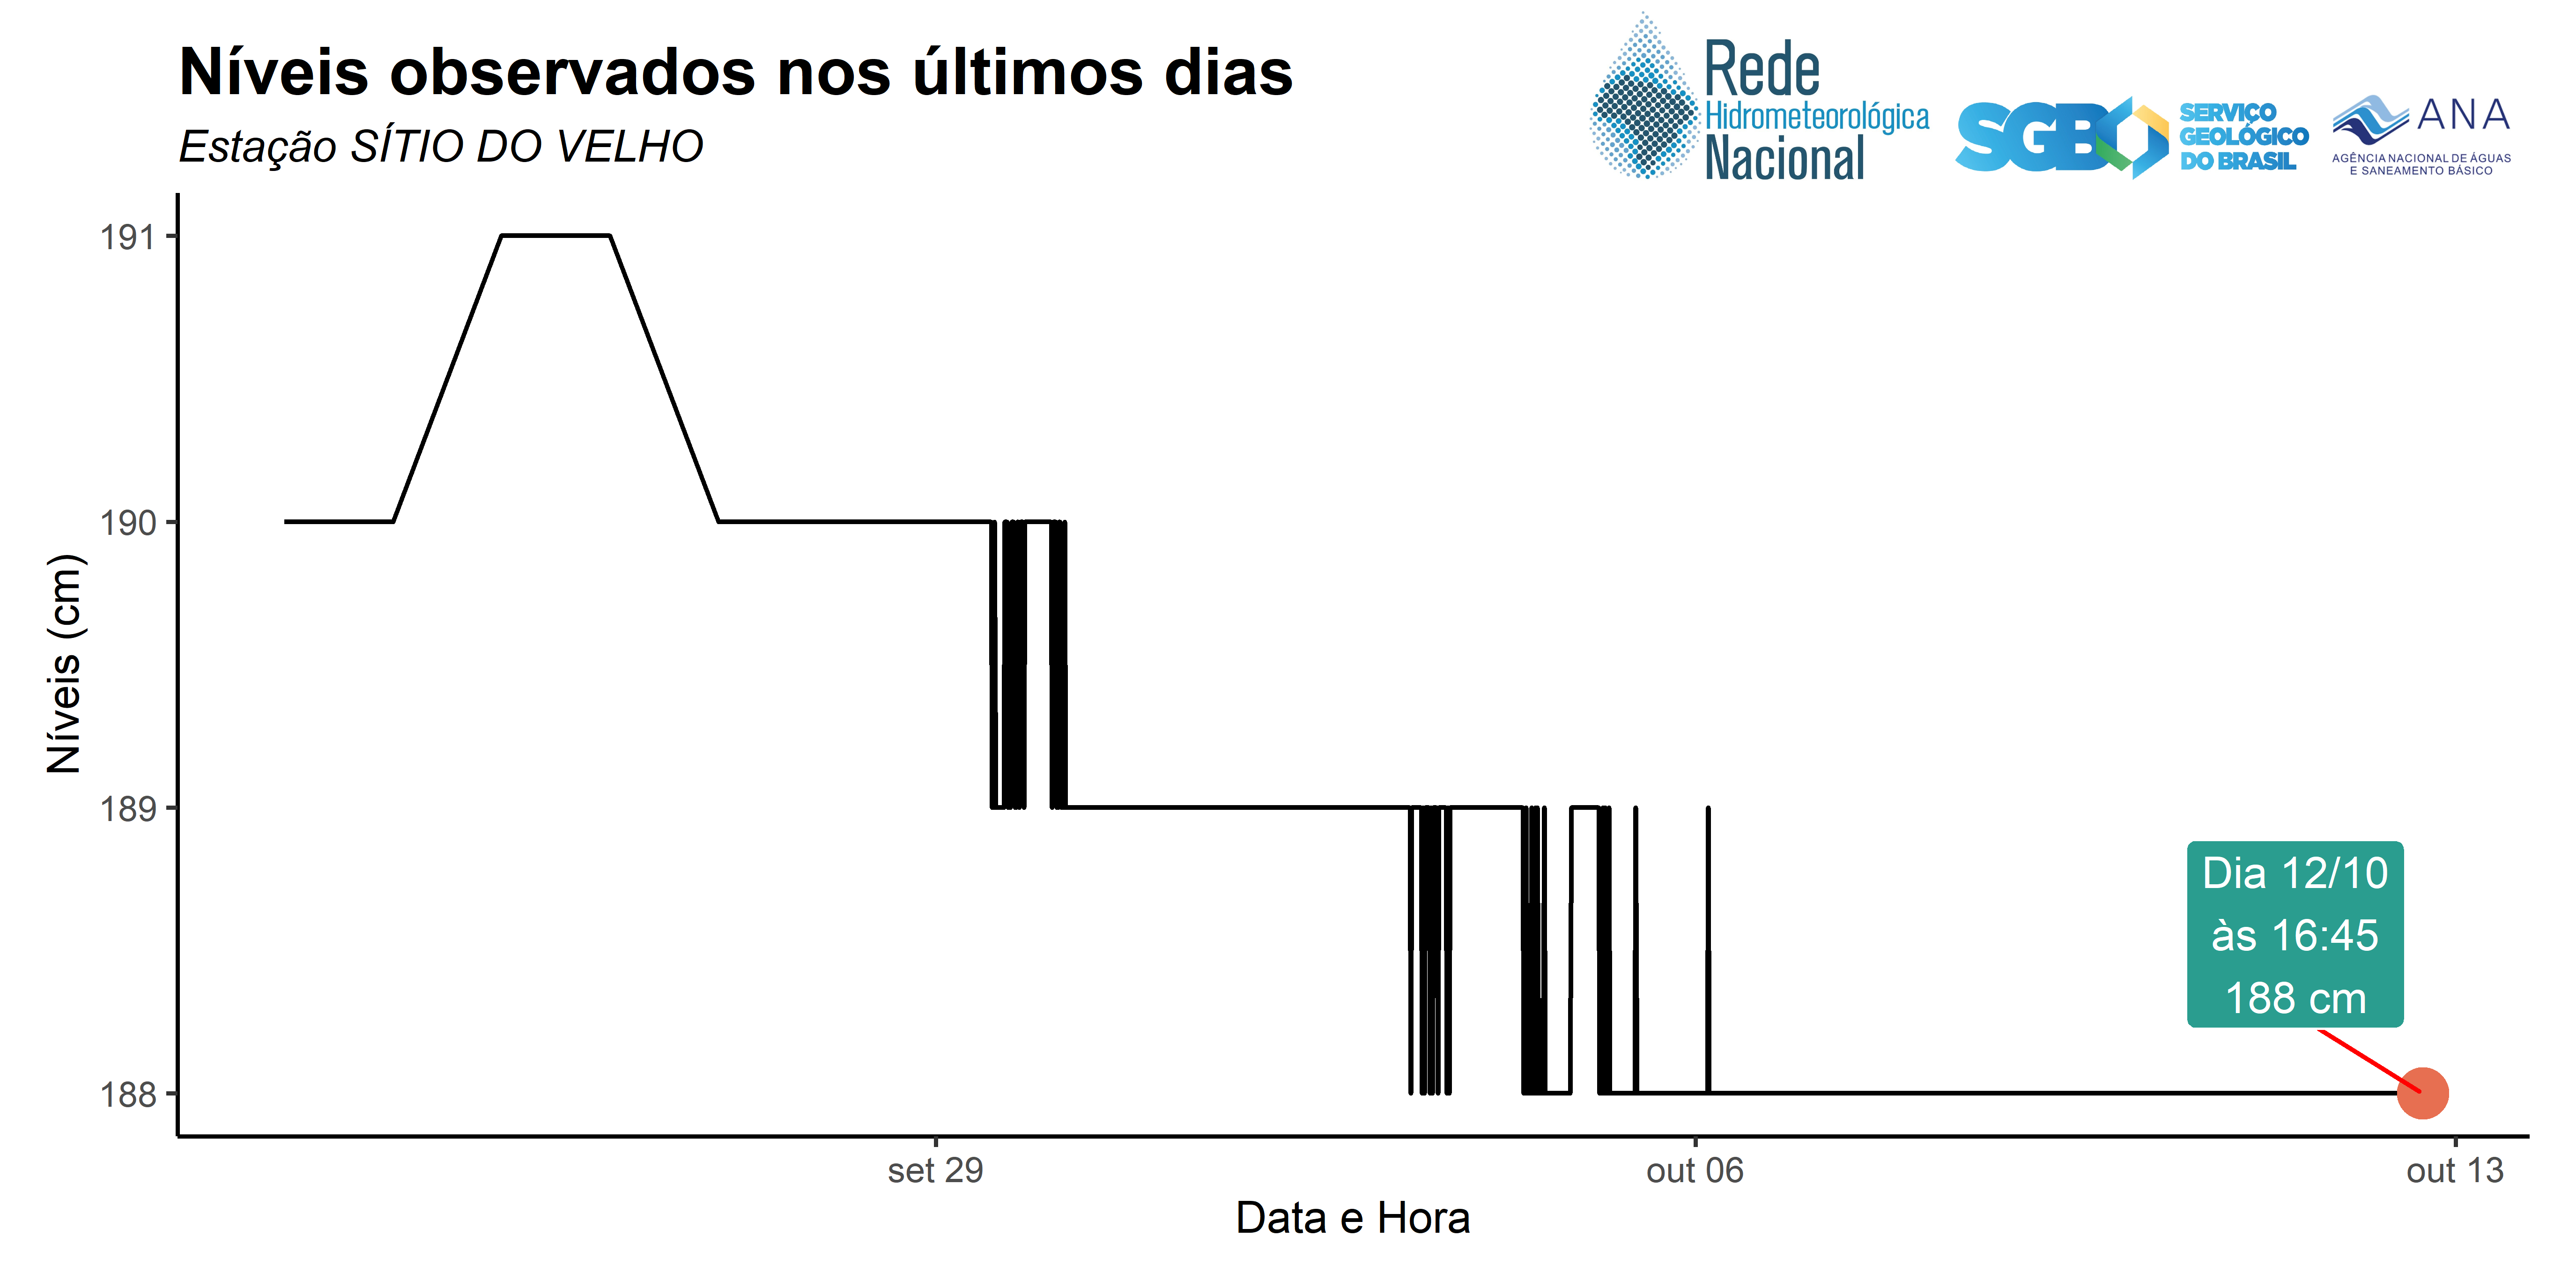 Níveis observados nos últimos dias
Estação SÍTIO DO VELHO
Rede
Hidrometeorológica
Nacional
SGB
SERVIÇO
GEOLÓGICO
DO BRASIL
ANA
AGÊNCIA NACIONAL DE ÁGUAS
E SANEAMENTO BÁSICO
Níveis (cm)
191
190
189
188
Dia 12/10
às 16:45
188 cm
set 29
out 06
out 13
Data e Hora